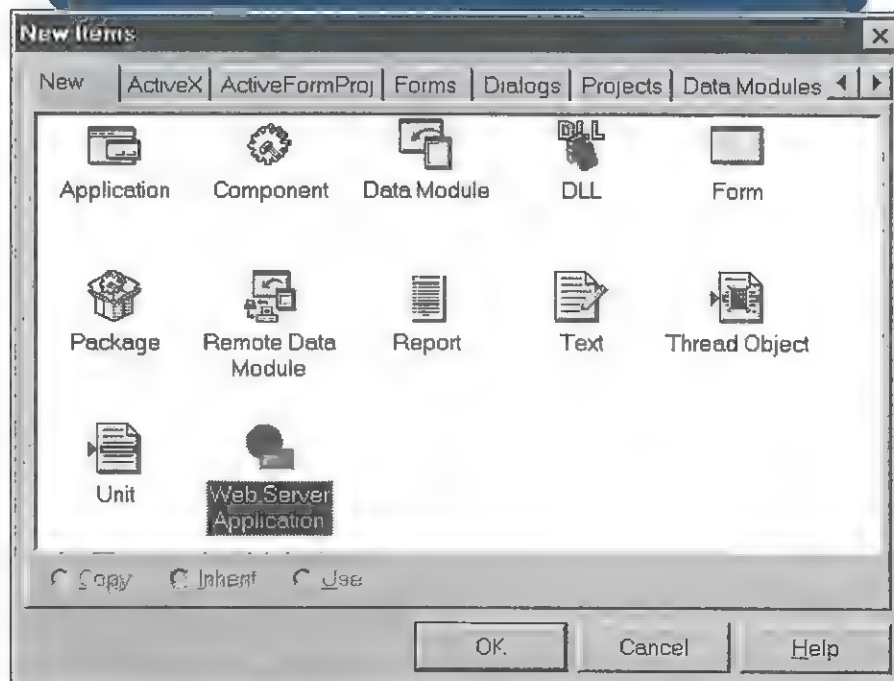 New Items
New ActiveX ActiveFormProj Forms Dialogs Projects Data Modules
Application Component Data Module DLL Form
Package Remote Data Module Report Text Thread Object
Unit Web Server Application
Copy Inherit Use
OK Cancel Help